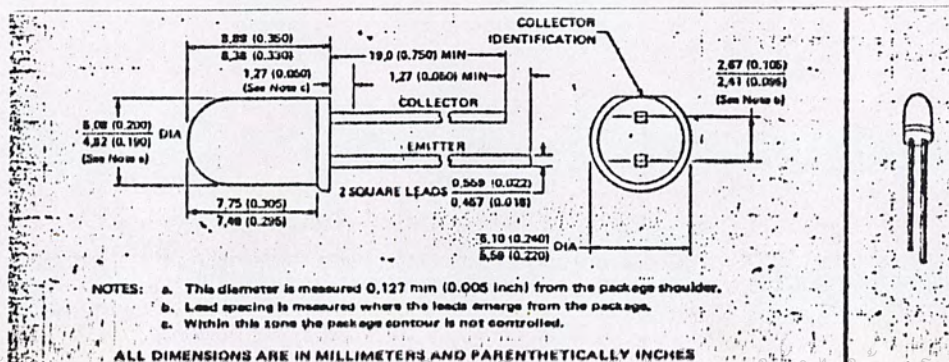 COLLECTOR
IDENTIFICATION
8,89 (0.350)
8,38 (0.330)
19,0 (0.750) MIN
1,27 (0.050)
(See Note c)
1,27 (0.050) MIN
2,67 (0.105)
2,41 (0.095)
(See Note b)
COLLECTOR
5,08 (0.200)
4,82 (0.190) DIA
(See Note a)
EMITTER
2 SQUARE LEADS 0,559 (0.022)
0,457 (0.018)
7,75 (0.305)
7,49 (0.295)
6,10 (0.240)
5,59 (0.220) DIA
NOTES: a. This diameter is measured 0,127 mm (0.005 inch) from the package shoulder.
b. Lead spacing is measured where the leads emerge from the package.
c. Within this zone the package contour is not controlled.
ALL DIMENSIONS ARE IN MILLIMETERS AND PARENTHETICALLY INCHES